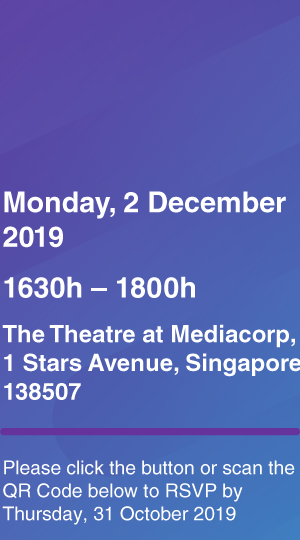 Monday, 2 December
2019
1630h – 1800h
The Theatre at Mediacorp,
1 Stars Avenue, Singapore
138507
Please click the button or scan the
QR Code below to RSVP by
Thursday, 31 October 2019